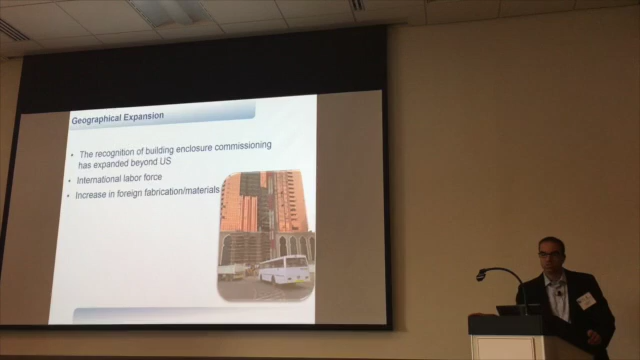 Geographical Expansion
• The recognition of building enclosure commissioning
has expanded beyond US
• International labor force
• Increase in foreign fabrication/materials